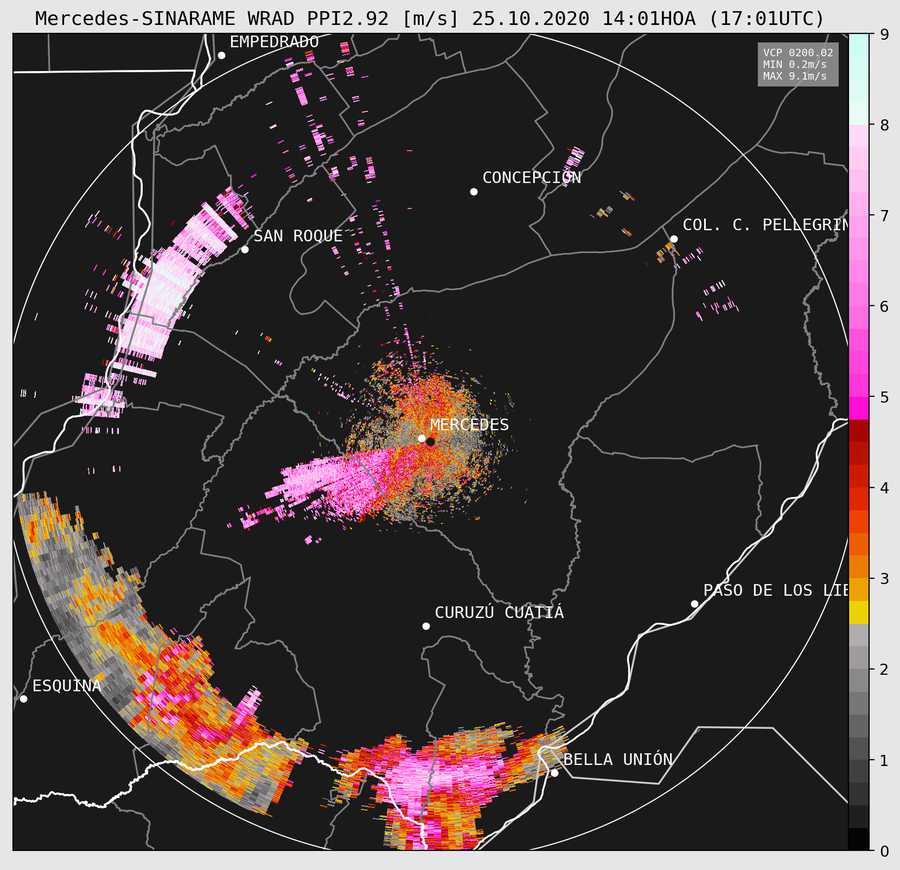 Mercedes-SINARAME WRAD PPI2.92 [m/s] 25.10.2020 14:01HOA (17:01UTC)
EMPEDRADO
VCP 0200.02
MIN 0.2m/s
MAX 9.1m/s
CONCEPCIÓN
COL. C. PELLEGRIN
SAN ROQUE
MERCEDES
PASO DE LOS LIE
CURUZÚ CUATIÁ
ESQUINA
BELLA UNIÓN
9
8
7
6
5
4
3
2
1
0